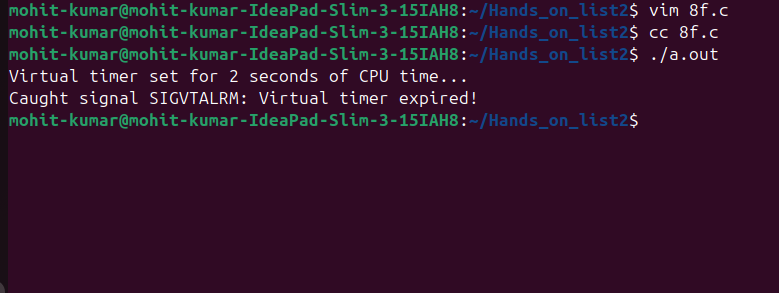 mohit-kumar@mohit-kumar-IdeaPad-Slim-3-15IAH8:~/Hands_on_list2$ vim 8f.c
mohit-kumar@mohit-kumar-IdeaPad-Slim-3-15IAH8:~/Hands_on_list2$ cc 8f.c
mohit-kumar@mohit-kumar-IdeaPad-Slim-3-15IAH8:~/Hands_on_list2$ ./a.out
Virtual timer set for 2 seconds of CPU time...
Caught signal SIGVTALRM: Virtual timer expired!
mohit-kumar@mohit-kumar-IdeaPad-Slim-3-15IAH8:~/Hands_on_list2$